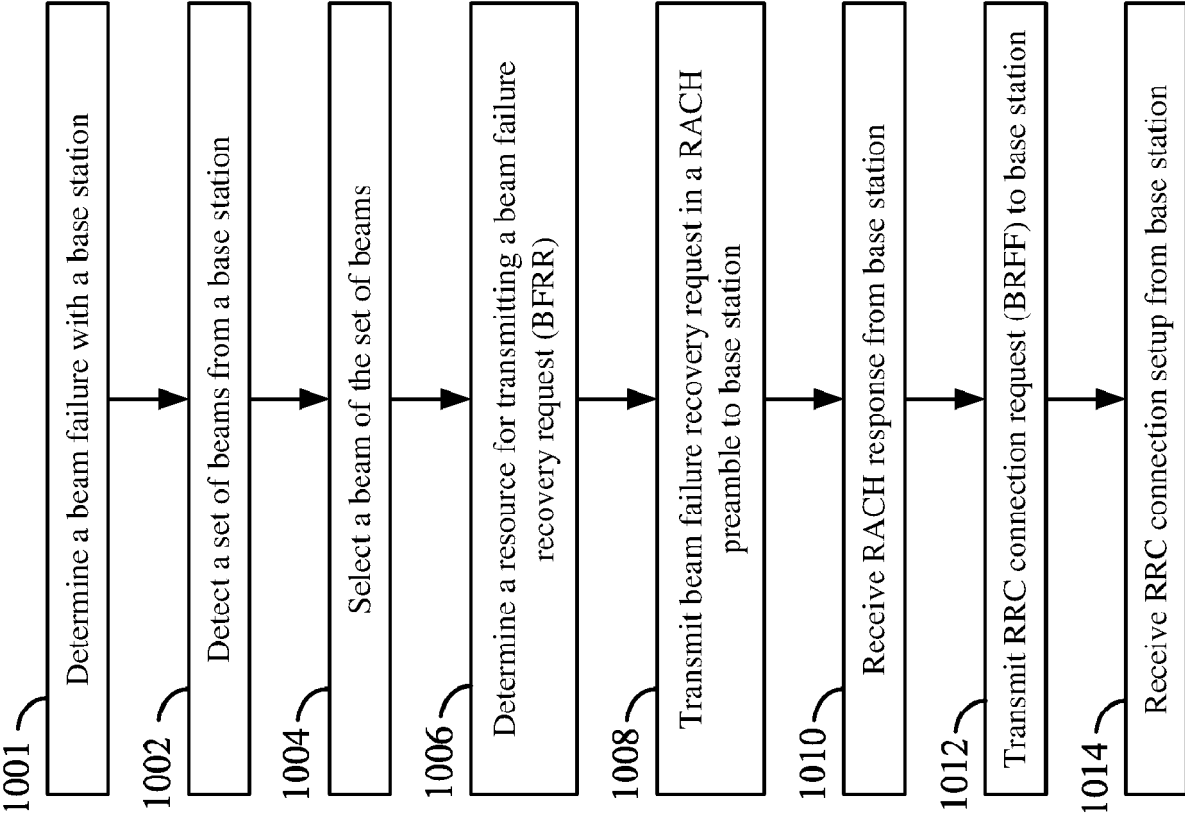 1001
Determine a beam failure with a base station
1002
Detect a set of beams from a base station
1004
Select a beam of the set of beams
1006
Determine a resource for transmitting a beam failure
recovery request (BFRR)
1008
Transmit beam failure recovery request in a RACH
preamble to base station
1010
Receive RACH response from base station
1012
Transmit RRC connection request (BRFF) to base station
1014
Receive RRC connection setup from base station